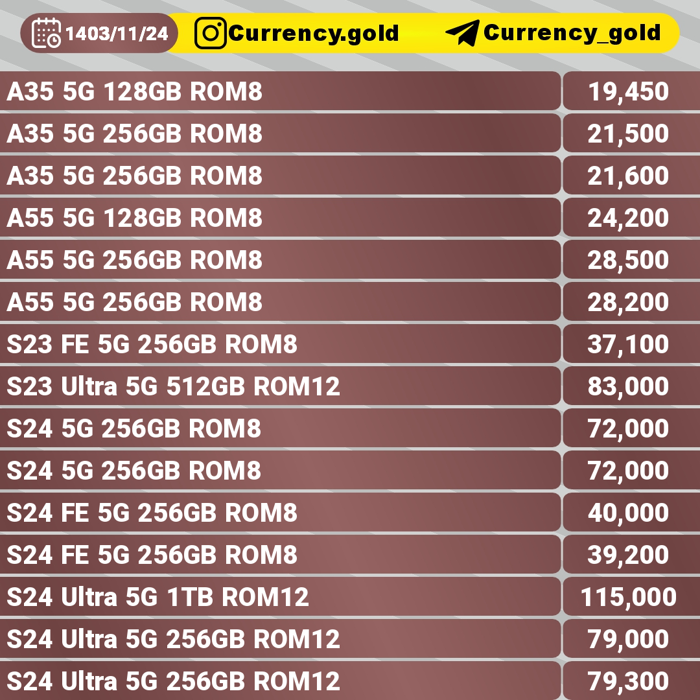 1403/11/24 Currency.gold Currency_gold
A35 5G 128GB ROM8 19,450
A35 5G 256GB ROM8 21,500
A35 5G 256GB ROM8 21,600
A55 5G 128GB ROM8 24,200
A55 5G 256GB ROM8 28,500
A55 5G 256GB ROM8 28,200
S23 FE 5G 256GB ROM8 37,100
S23 Ultra 5G 512GB ROM12 83,000
S24 5G 256GB ROM8 72,000
S24 5G 256GB ROM8 72,000
S24 FE 5G 256GB ROM8 40,000
S24 FE 5G 256GB ROM8 39,200
S24 Ultra 5G 1TB ROM12 115,000
S24 Ultra 5G 256GB ROM12 79,000
S24 Ultra 5G 256GB ROM12 79,300